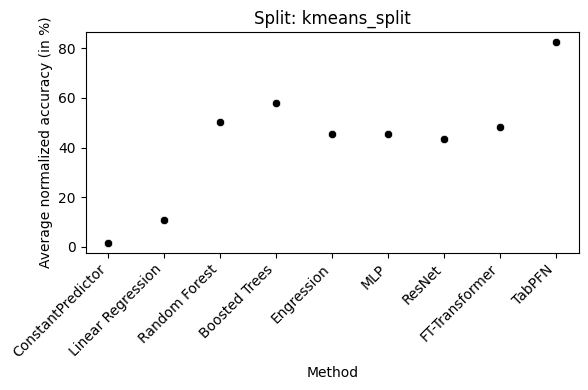 Split: kmeans_split
Average normalized accuracy (in %)
80
60
40
20
0
ConstantPredictor
Linear Regression
Random Forest
Boosted Trees
Engression
MLP
ResNet
FT-Transformer
TabPFN
Method